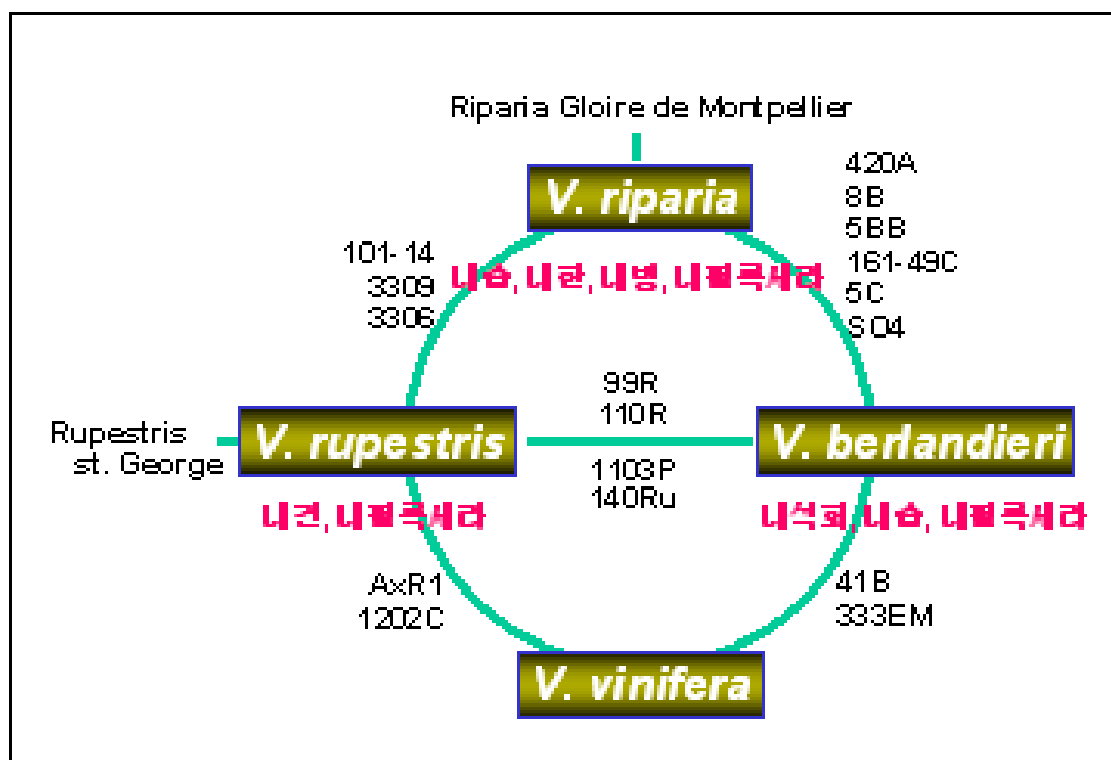 Riparia Gloire de Montpellier
V. riparia
420A
8B
5BB
161-49C
5C
SO4
101-14
3309
3306
내습, 내한, 내병, 내필록세라
99R
110R
Rupestris
st. George
V. rupestris
V. berlandieri
1103P
140Ru
내건, 내필록세라
내석회, 내습, 내필록세라
AxR1
1202C
41B
333EM
V. vinifera